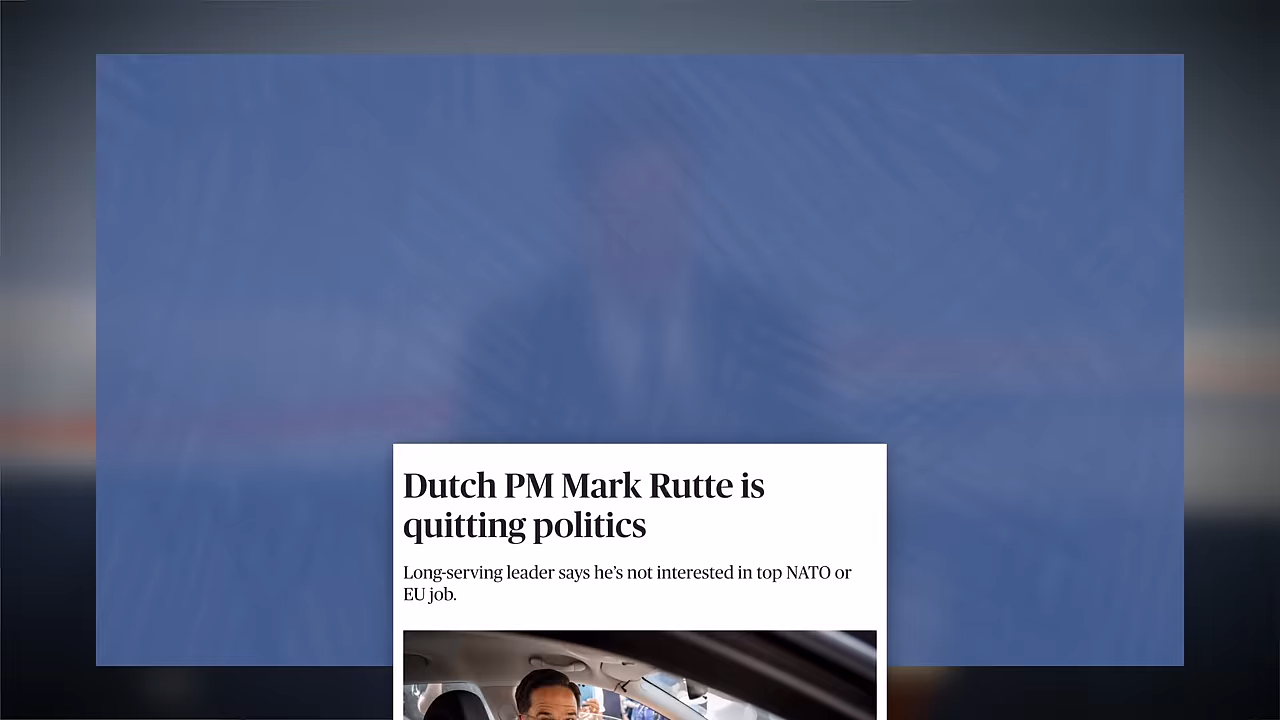 Dutch PM Mark Rutte is
quitting politics
Long-serving leader says he’s not interested in top NATO or
EU job.